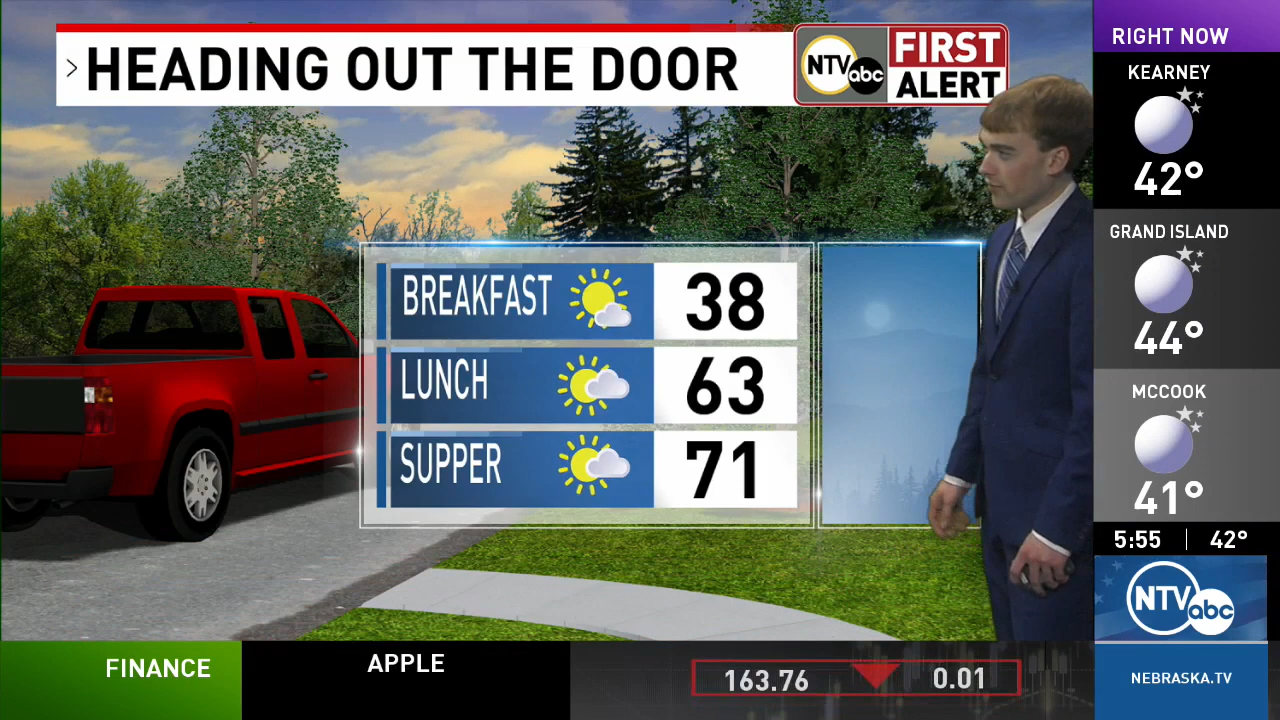 > HEADING OUT THE DOOR
NTV abc
FIRST
ALERT
BREAKFAST 38
LUNCH 63
SUPPER 71
RIGHT NOW
KEARNEY
42°
GRAND ISLAND
44°
MCCOOK
41°
5:55 | 42°
NTV abc
NEBRASKA.TV
FINANCE
APPLE
163.76 0.01